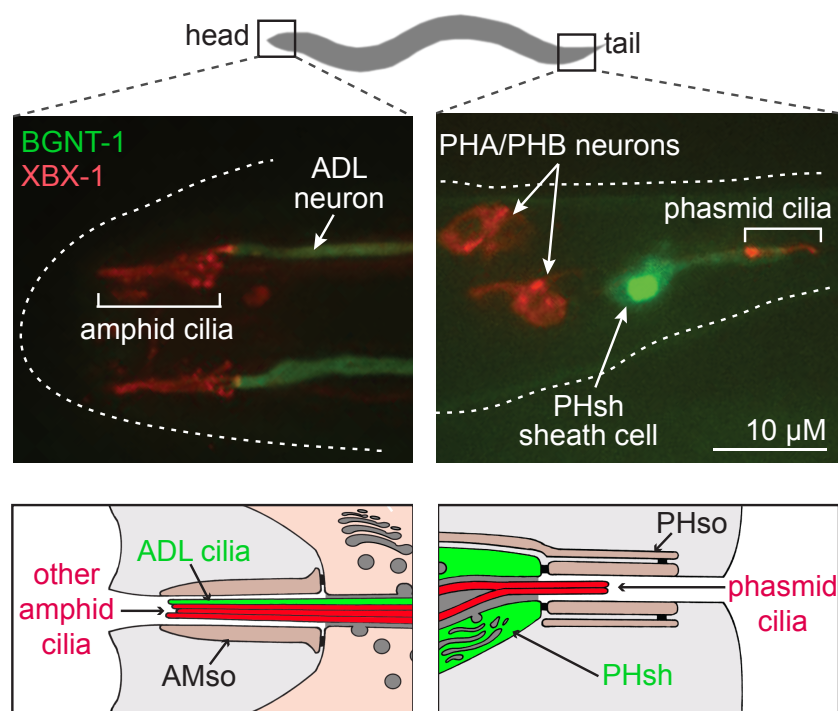 head
tail
BGNT-1
XBX-1
ADL
neuron
amphid cilia
PHA/PHB neurons
phasmid cilia
PHsh
sheath cell
10 µM
ADL cilia
other
amphid
cilia
AMso
PHso
phasmid
cilia
PHsh